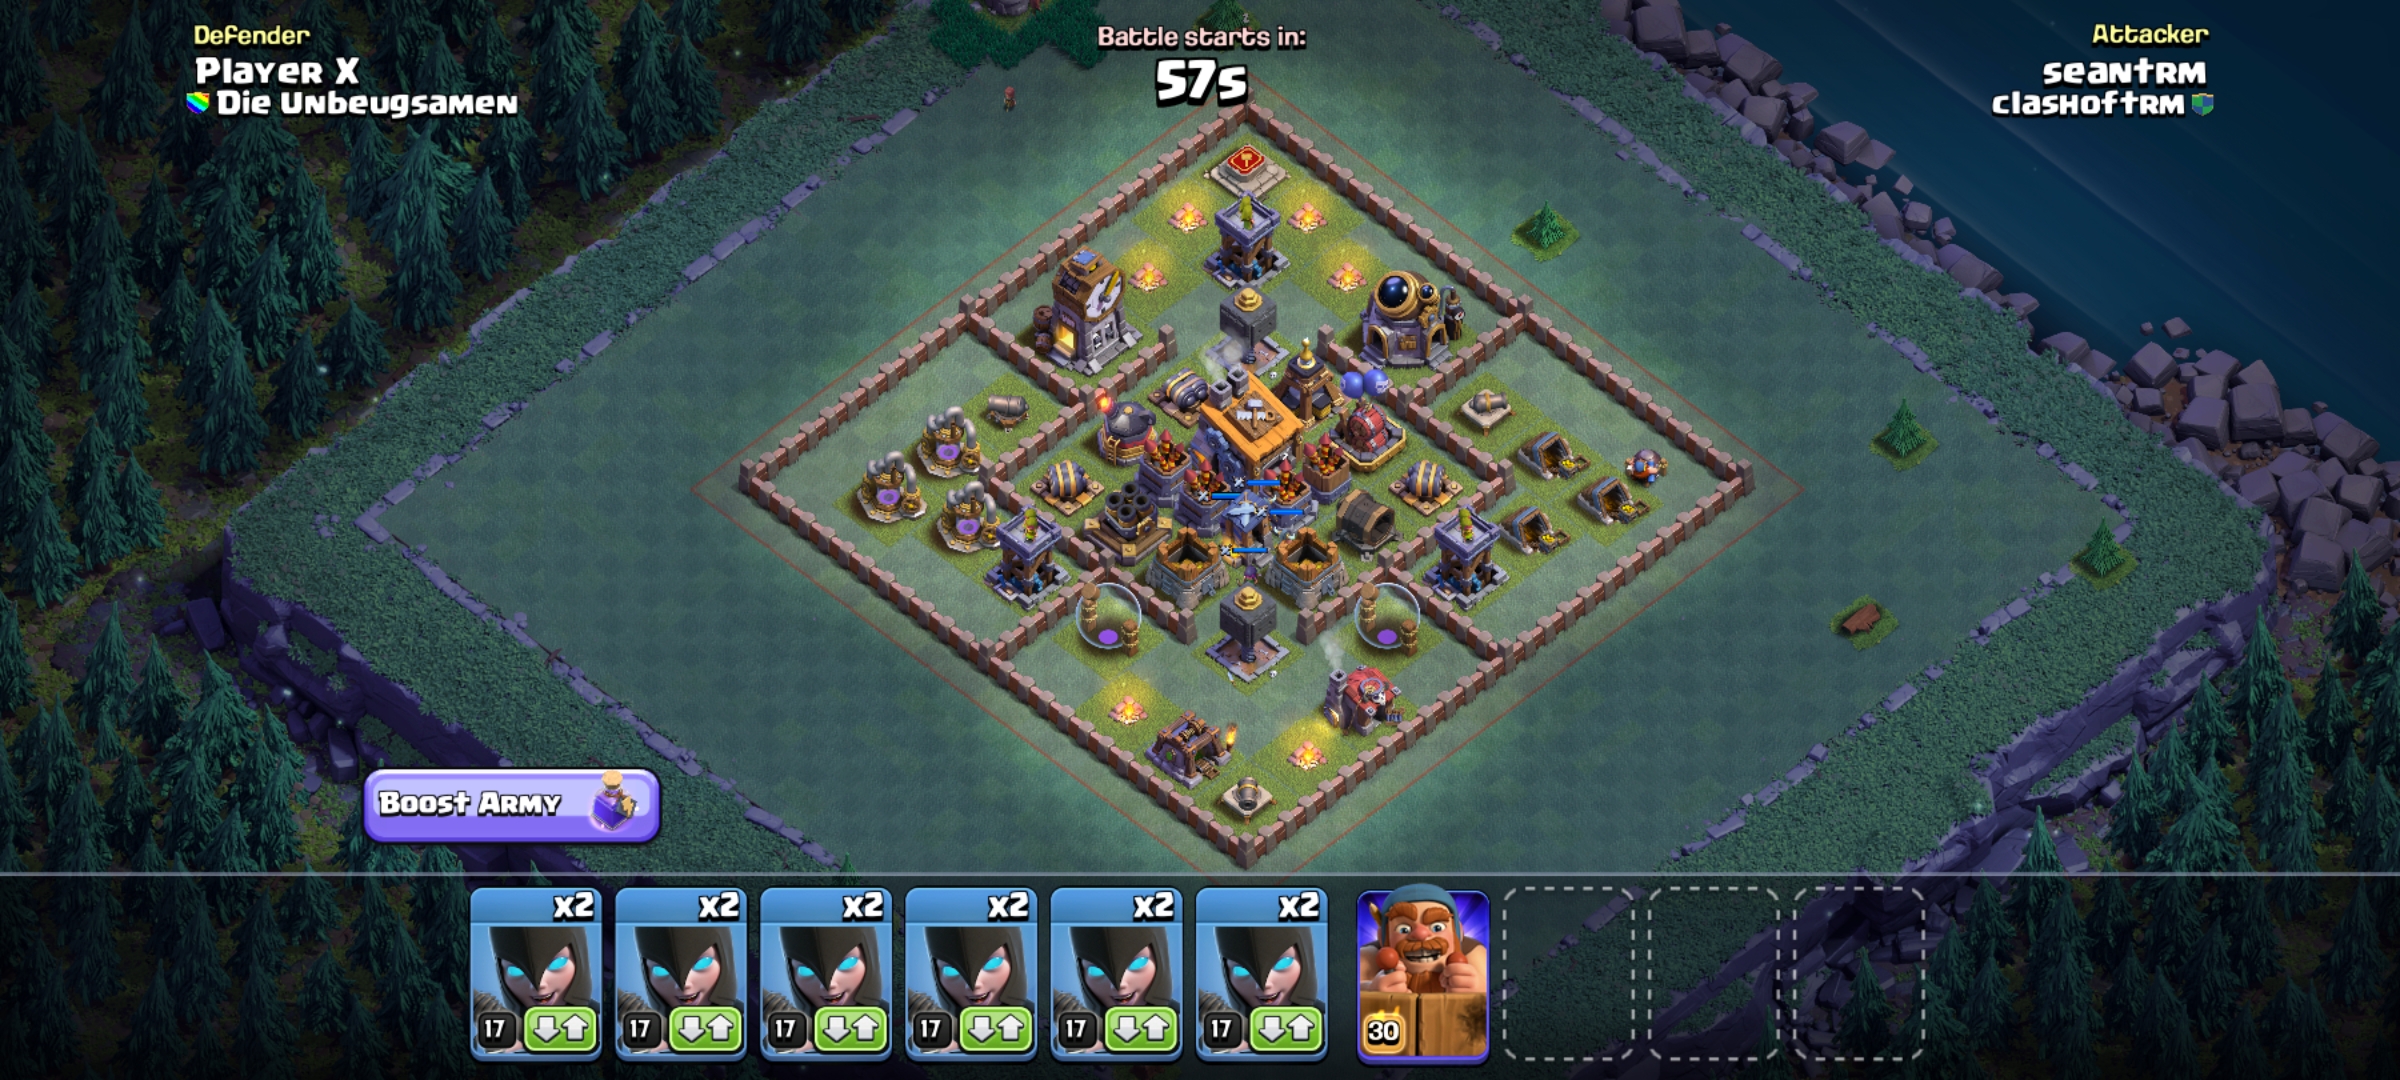 Defender
Player X
Die Unbeugsamen
Battle starts in:
57s
Attacker
seantRM
clashoftRM
Boost Army
x2
x2
x2
x2
x2
x2
17
17
17
17
17
17
30